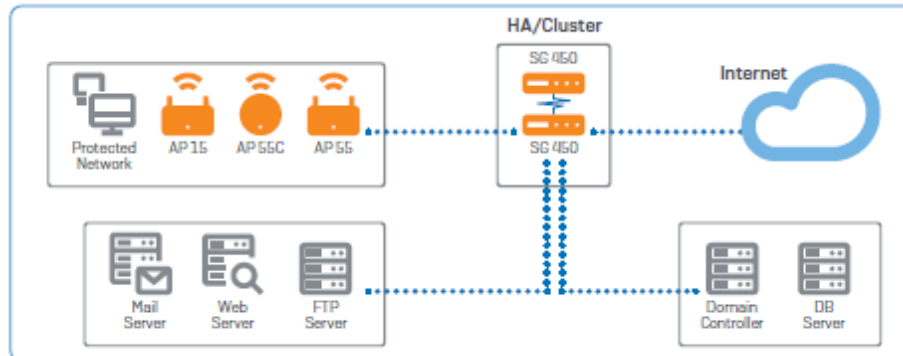 HA/Cluster
SG 450
Internet
Protected
Network
AP 15
AP 55C
AP 55
SG 450
Mail
Server
Web
Server
FTP
Server
Domain
Controller
DB
Server